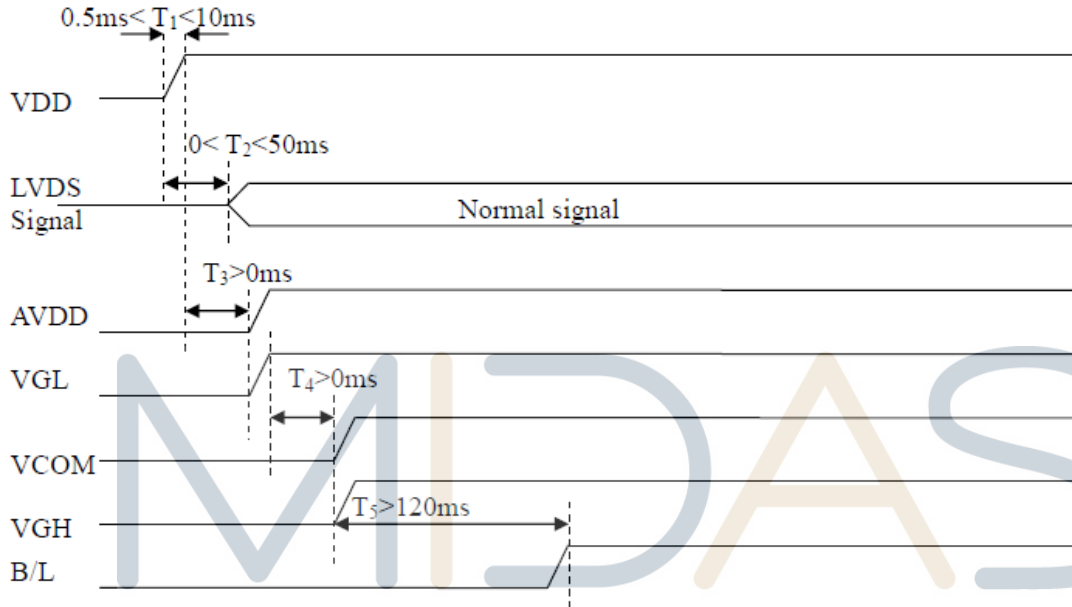 0.5ms< T₁<10ms
VDD
0< T₂<50ms
LVDS
Signal
Normal signal
T₃>0ms
AVDD
VGL
T₄>0ms
VCOM
T₅>120ms
VGH
B/L
MIDAS